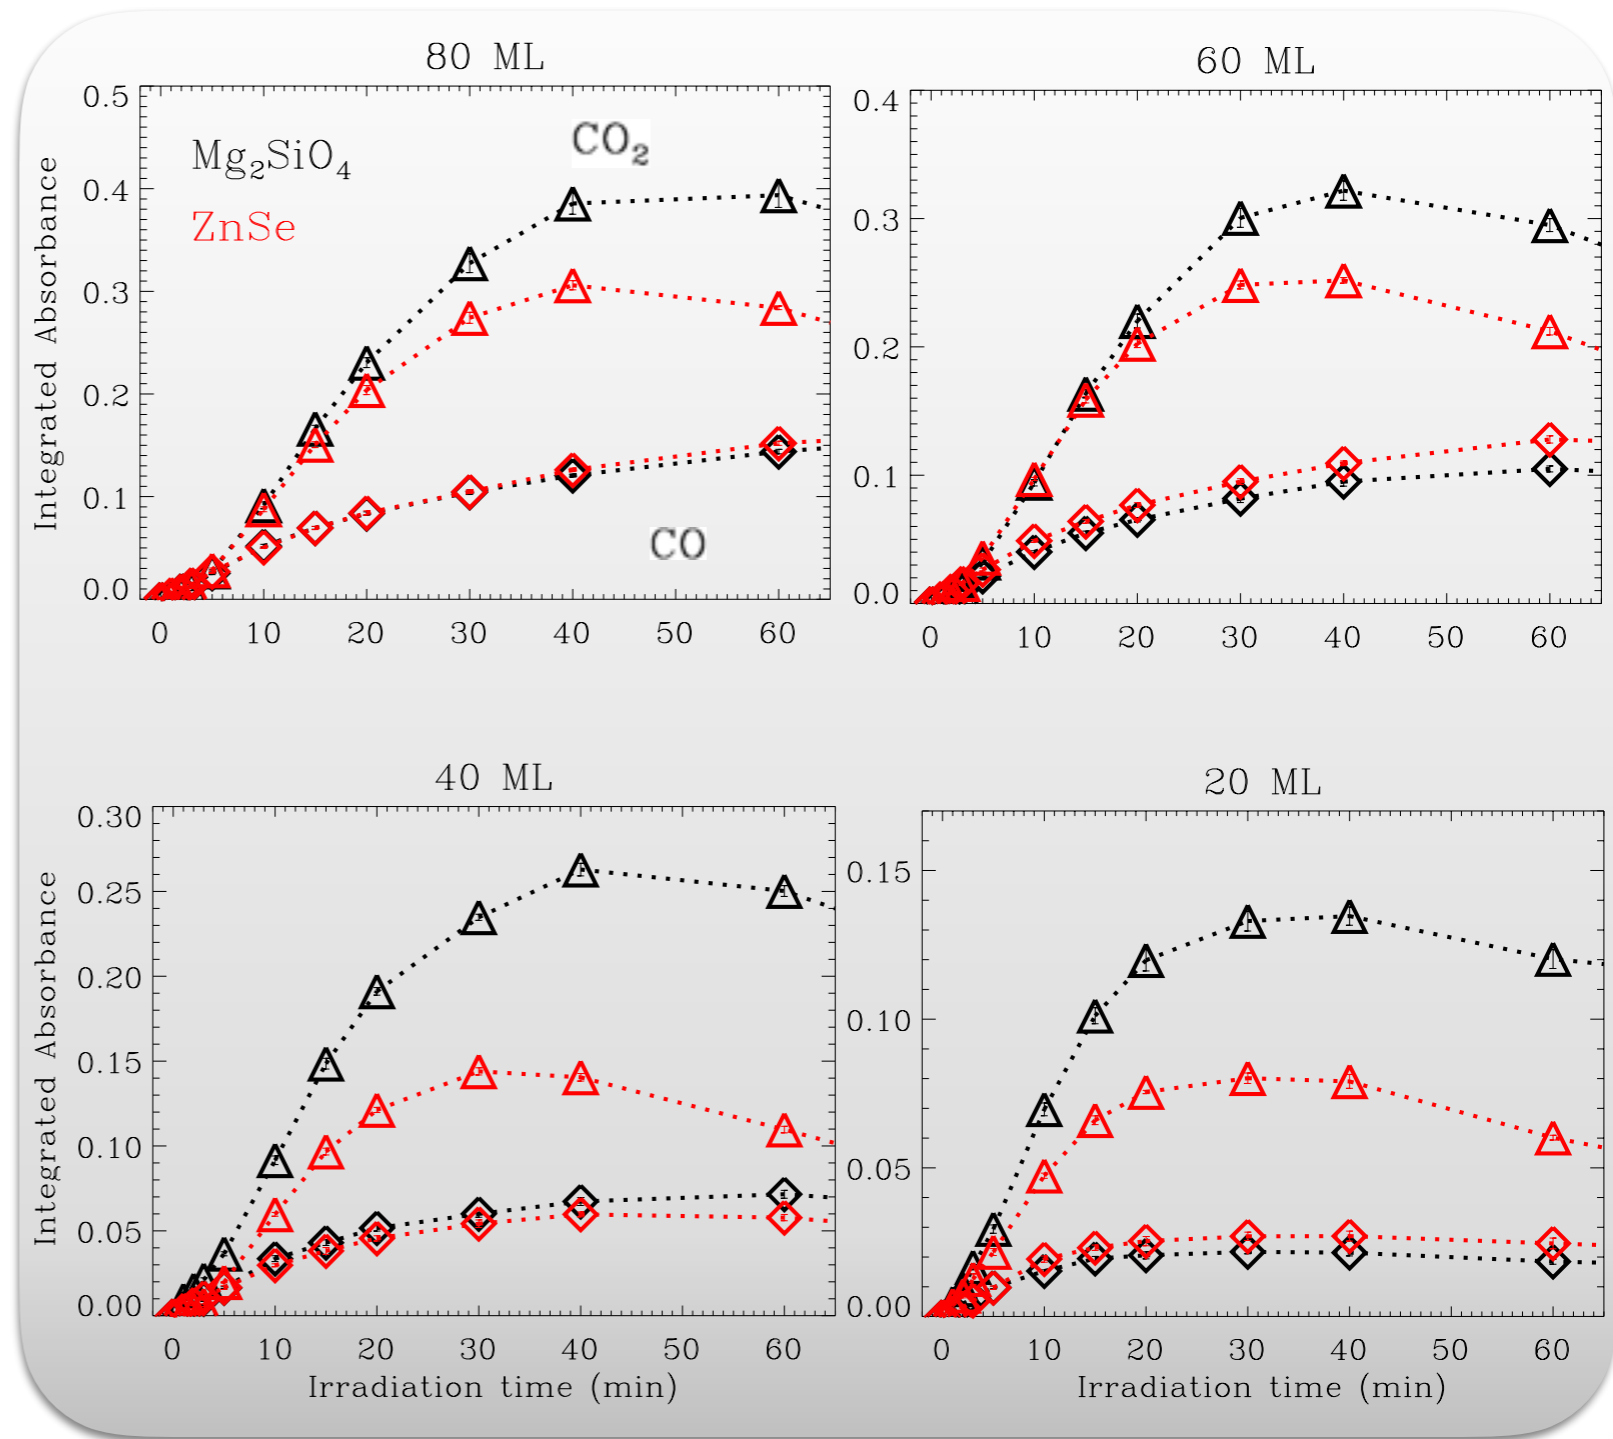 80 ML
60 ML
Integrated Absorbance
0.5
0.4
0.3
0.2
0.1
0.0
Mg₂SiO₄
ZnSe
CO₂
CO
0 10 20 30 40 50 60
0.4
0.3
0.2
0.1
0.0
0 10 20 30 40 50 60
40 ML
20 ML
Integrated Absorbance
0.30
0.25
0.20
0.15
0.10
0.05
0.00
0 10 20 30 40 50 60
Irradiation time (min)
0.15
0.10
0.05
0.00
0 10 20 30 40 50 60
Irradiation time (min)